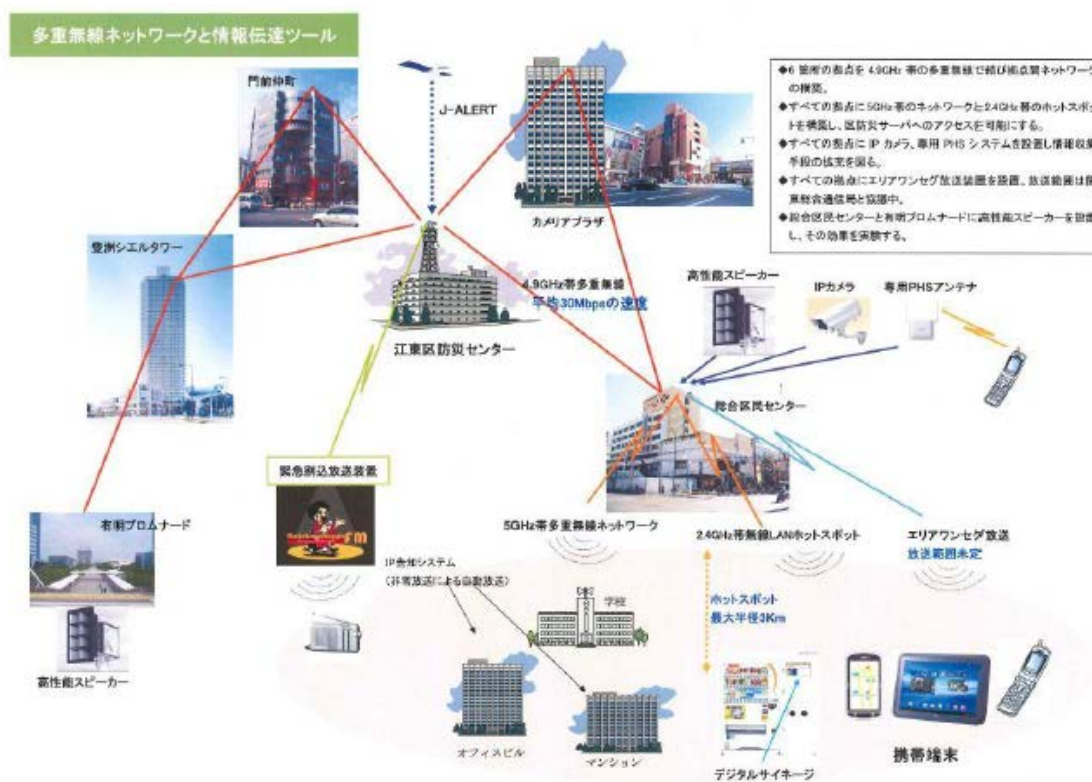 多重無線ネットワークと情報伝達ツール
門前仲町
J-ALERT
カメリアプラザ
◆6 箇所の拠点を 4.9GHz 帯の多重無線で結び拠点間ネットワーク
の構築。
◆すべての拠点に5GHz帯のネットワークと2.4GHz帯のホットスポッ
トを構築し、区防災サーバへのアクセスを可能にする。
◆すべての拠点に IP カメラ、専用 PHS システムを設置し情報収集
手段の拡充を図る。
◆すべての拠点にエリアワンセグ放送装置を設置、放送範囲は関
東総合通信局と協議中。
◆総合区民センターと有明プロムナードに高性能スピーカーを設置
し、その効果を実験する。
豊洲シエルタワー
4.9GHz帯多重無線
平均30Mbpsの速度
江東区防災センター
高性能スピーカー
IPカメラ
専用PHSアンテナ
総合区民センター
緊急割込放送装置
FM
有明プロムナード
5GHz帯多重無線ネットワーク
2.4GHz帯無線LANホットスポット
エリアワンセグ放送
放送範囲未定
IP告知システム
(非常放送による自動放送)
学校
ホットスポット
最大半径3Km
高性能スピーカー
オフィスビル
マンション
デジタルサイネージ
携帯端末